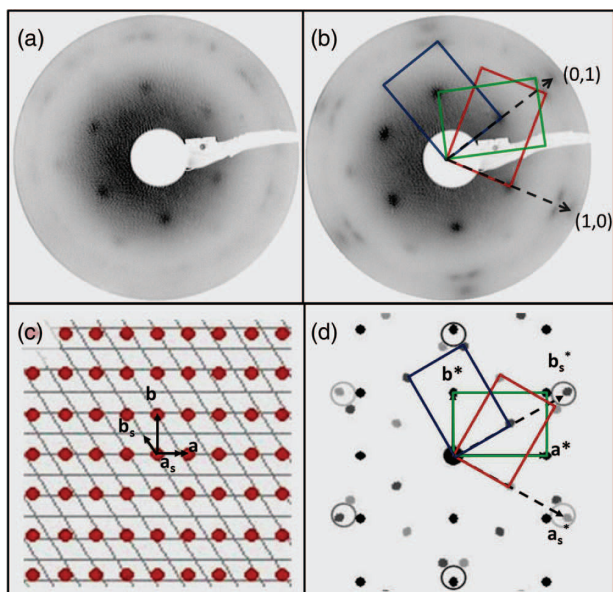 (a)
(b)
(0,1)
(1,0)
(c)
b
b_s
a_s
a
(d)
b*
b_s*
a*
a_s*